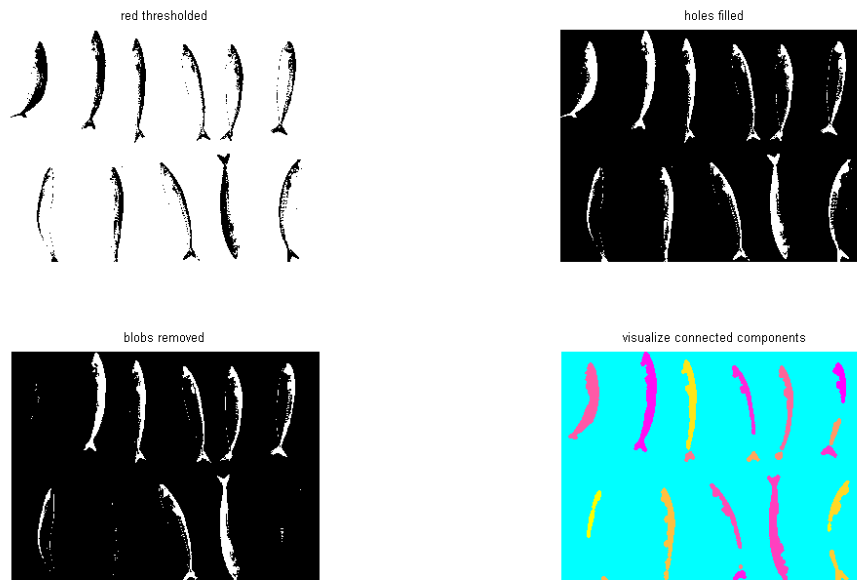 red thresholded
holes filled
blobs removed
visualize connected components